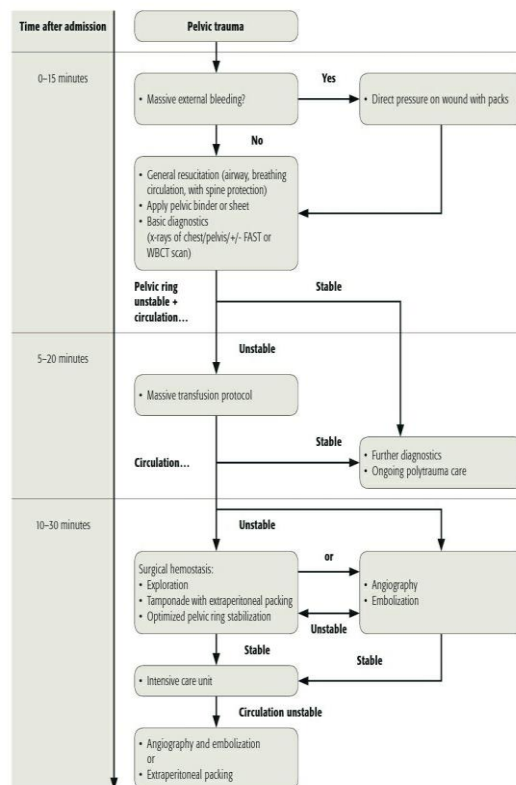 Time after admission
Pelvic trauma
0–15 minutes
• Massive external bleeding?
Yes
• Direct pressure on wound with packs
No
• General resucitation (airway, breathing
circulation, with spine protection)
• Apply pelvic binder or sheet
• Basic diagnostics
(x-rays of chest/pelvis/+/- FAST or
WBCT scan)
Pelvic ring
unstable +
circulation...
Stable
Unstable
5–20 minutes
• Massive transfusion protocol
Stable
Circulation...
• Further diagnostics
• Ongoing polytrauma care
10–30 minutes
Unstable
Surgical hemostasis:
• Exploration
• Tamponade with extraperitoneal packing
• Optimized pelvic ring stabilization
or
Unstable
• Angiography
• Embolization
Stable
Stable
• Intensive care unit
Circulation unstable
• Angiography and embolization
or
• Extraperitoneal packing